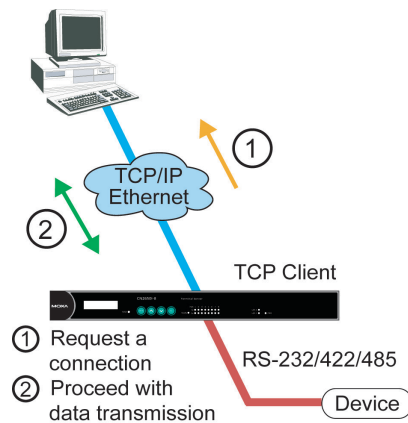 1
TCP/IP
Ethernet
2
TCP Client
MOXA
1 Request a
connection
2 Proceed with
data transmission
RS-232/422/485
Device